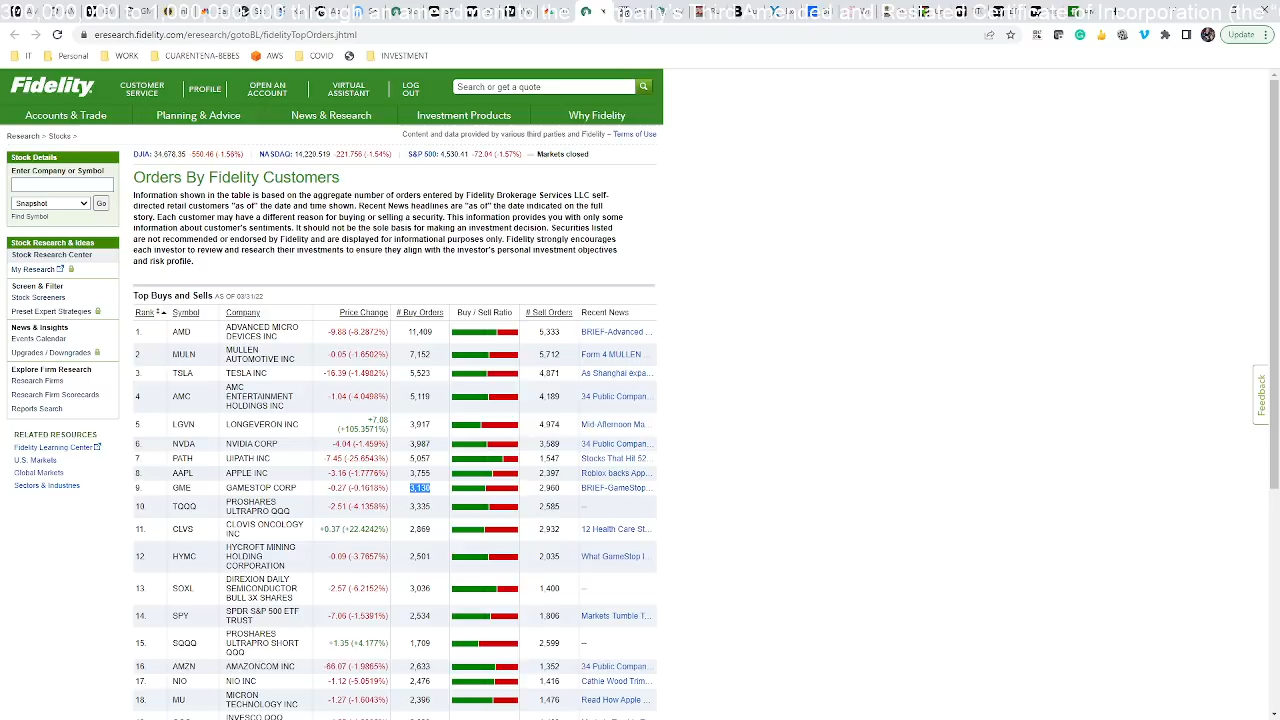 eresearch.fidelity.com/eresearch/gotoBL/fidelityTopOrders.jhtml
Update
IT Personal WORK CUARENTENA-BEBES AWS COVID INVESTMENT
Fidelity
CUSTOMER SERVICE PROFILE OPEN AN ACCOUNT VIRTUAL ASSISTANT LOG OUT
Search or get a quote
Accounts & Trade Planning & Advice News & Research Investment Products Why Fidelity
Research > Stocks >
Content and data provided by various third parties and Fidelity – Terms of Use
Stock Details
Enter Company or Symbol
Snapshot Go
Find Symbol
Stock Research & Ideas
Stock Research Center
My Research
Screen & Filter
Stock Screeners
Preset Expert Strategies
News & Insights
Events Calendar
Upgrades / Downgrades
Explore Firm Research
Research Firms
Research Firm Scorecards
Reports Search
RELATED RESOURCES
Fidelity Learning Center
U.S. Markets
Global Markets
Sectors & Industries
DJIA: 34,678.35 -550.46 (-1.56%) NASDAQ: 14,220.519 -221.756 (-1.54%) S&P 500: 4,530.41 -72.04 (-1.57%) — Markets closed
Orders By Fidelity Customers
Information shown in the table is based on the aggregate number of orders entered by Fidelity Brokerage Services LLC self-
directed retail customers "as of" the date and time shown. Recent News headlines are "as of" the date indicated on the full
story. Each customer may have a different reason for buying or selling a security. This information provides you with only some
information about customer's sentiments. It should not be the sole basis for making an investment decision. Securities listed
are not recommended or endorsed by Fidelity and are displayed for informational purposes only. Fidelity strongly encourages
each investor to review and research their investments to ensure they align with the investor's personal investment objectives
and risk profile.
Top Buys and Sells AS OF 03/31/22
Rank Symbol Company Price Change # Buy Orders Buy / Sell Ratio # Sell Orders Recent News
1. AMD ADVANCED MICRO DEVICES INC -9.88 (-8.2872%) 11,409 5,333 BRIEF-Advanced ...
2 MULN MULLEN AUTOMOTIVE INC -0.05 (-1.6502%) 7,152 5,712 Form 4 MULLEN ...
3. TSLA TESLA INC -16.39 (-1.4982%) 5,523 4,871 As Shanghai expa...
4 AMC AMC ENTERTAINMENT HOLDINGS INC -1.04 (-4.0498%) 5,119 4,189 34 Public Compan...
5 LGVN LONGEVERON INC +7.08 (+105.3571%) 3,917 4,974 Mid-Afternoon Ma...
6. NVDA NVIDIA CORP -4.04 (-1.459%) 3,987 3,589 34 Public Compan...
7. PATH UIPATH INC -7.45 (-25.6543%) 5,057 1,547 Stocks That Hit 52...
8. AAPL APPLE INC -3.16 (-1.7776%) 3,755 2,397 Roblox backs App...
9. GME GAMESTOP CORP -0.27 (-0.1618%) 3,130 2,960 BRIEF-GameStop...
10. TQQQ PROSHARES ULTRAPRO QQQ -2.51 (-4.1358%) 3,335 2,585 --
11. CLVS CLOVIS ONCOLOGY INC +0.37 (+22.4242%) 2,869 2,932 12 Health Care St...
12. HYMC HYCROFT MINING HOLDING CORPORATION -0.09 (-3.7657%) 2,501 2,035 What GameStop I...
13. SOXL DIREXION DAILY SEMICONDUCTOR BULL 3X SHARES -2.57 (-6.2152%) 3,036 1,400 --
14. SPY SPDR S&P 500 ETF TRUST -7.06 (-1.5391%) 2,534 1,806 Markets Tumble T...
15. SQQQ PROSHARES ULTRAPRO SHORT QQQ +1.35 (+4.177%) 1,709 2,599 --
16. AMZN AMAZONCOM INC -66.07 (-1.9865%) 2,633 1,352 34 Public Compan...
17. NIO NIO INC -1.12 (-5.0519%) 2,476 1,416 Cathie Wood Trim...
18. MU MICRON TECHNOLOGY INC -1.27 (-1.6043%) 2,396 1,476 Read How Apple ...
INVESCO QQQ
Feedback